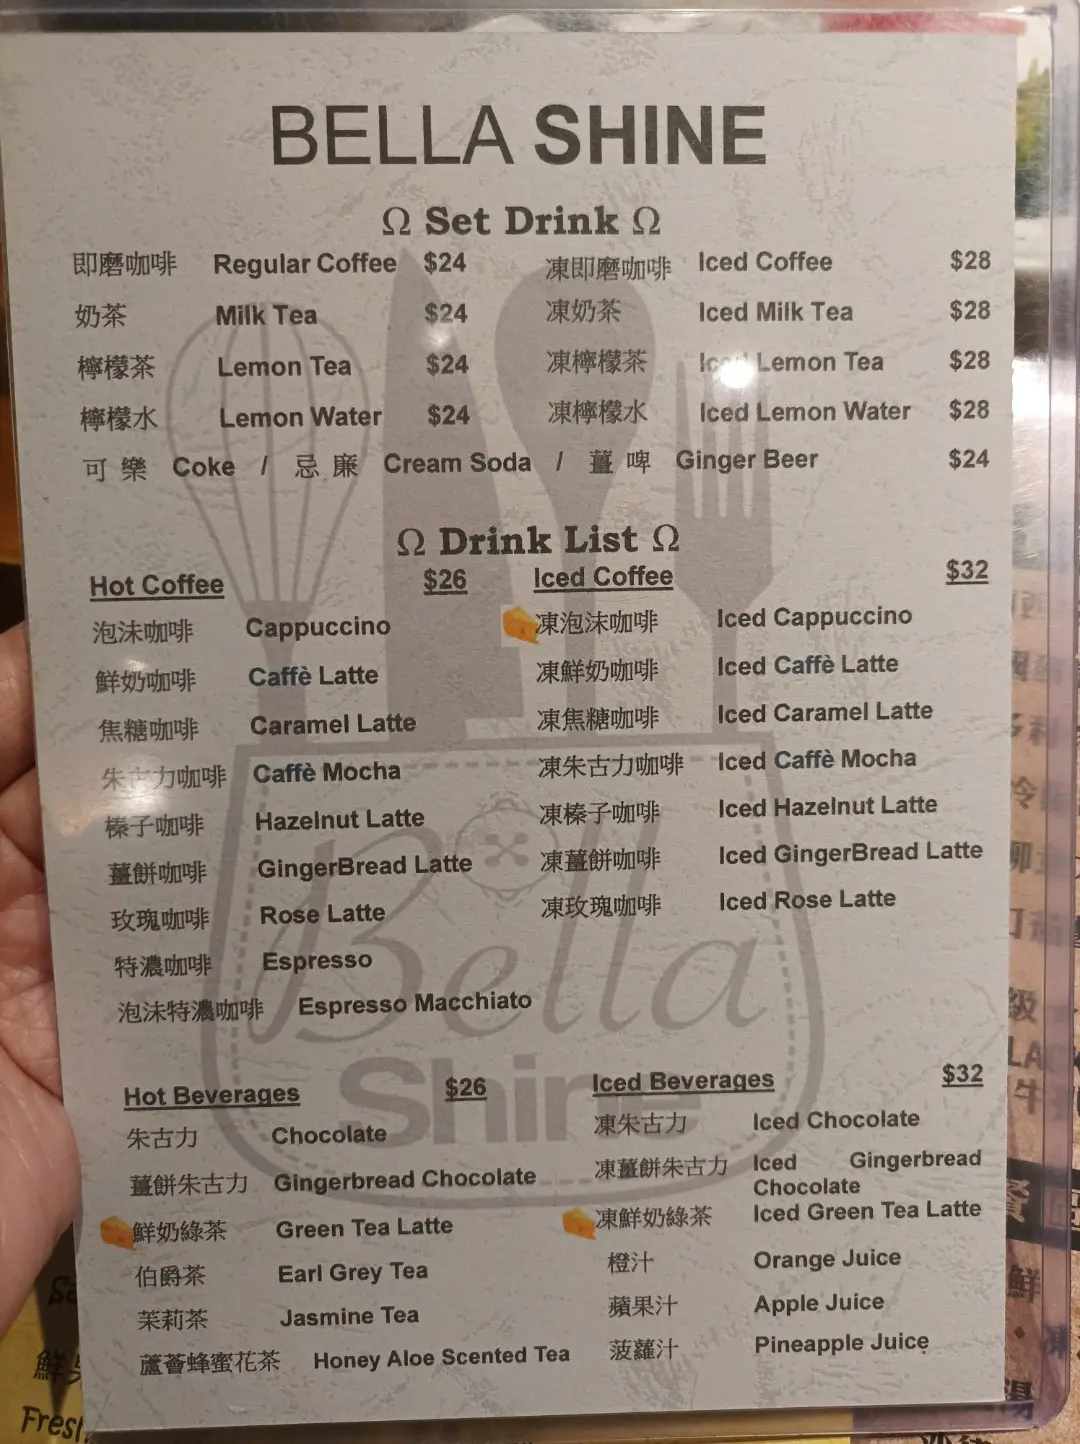 BELLA SHINE
Ω Set Drink Ω
即磨咖啡 Regular Coffee $24 凍即磨咖啡 Iced Coffee $28
奶茶 Milk Tea $24 凍奶茶 Iced Milk Tea $28
檸檬茶 Lemon Tea $24 凍檸檬茶 Iced Lemon Tea $28
檸檬水 Lemon Water $24 凍檸檬水 Iced Lemon Water $28
可樂 Coke / 忌廉 Cream Soda / 薑啤 Ginger Beer $24
Ω Drink List Ω
Hot Coffee $26 Iced Coffee $32
泡沫咖啡 Cappuccino 凍泡沫咖啡 Iced Cappuccino
鮮奶咖啡 Caffè Latte 凍鮮奶咖啡 Iced Caffè Latte
焦糖咖啡 Caramel Latte 凍焦糖咖啡 Iced Caramel Latte
朱古力咖啡 Caffè Mocha 凍朱古力咖啡 Iced Caffè Mocha
榛子咖啡 Hazelnut Latte 凍榛子咖啡 Iced Hazelnut Latte
薑餅咖啡 GingerBread Latte 凍薑餅咖啡 Iced GingerBread Latte
玫瑰咖啡 Rose Latte 凍玫瑰咖啡 Iced Rose Latte
特濃咖啡 Espresso
泡沫特濃咖啡 Espresso Macchiato
Bella
Shine
Hot Beverages $26 Iced Beverages $32
朱古力 Chocolate 凍朱古力 Iced Chocolate
薑餅朱古力 Gingerbread Chocolate 凍薑餅朱古力 Iced Gingerbread
Chocolate
鮮奶綠茶 Green Tea Latte 凍鮮奶綠茶 Iced Green Tea Latte
伯爵茶 Earl Grey Tea 橙汁 Orange Juice
茉莉茶 Jasmine Tea 蘋果汁 Apple Juice
蘆薈蜂蜜花茶 Honey Aloe Scented Tea 菠蘿汁 Pineapple Juice